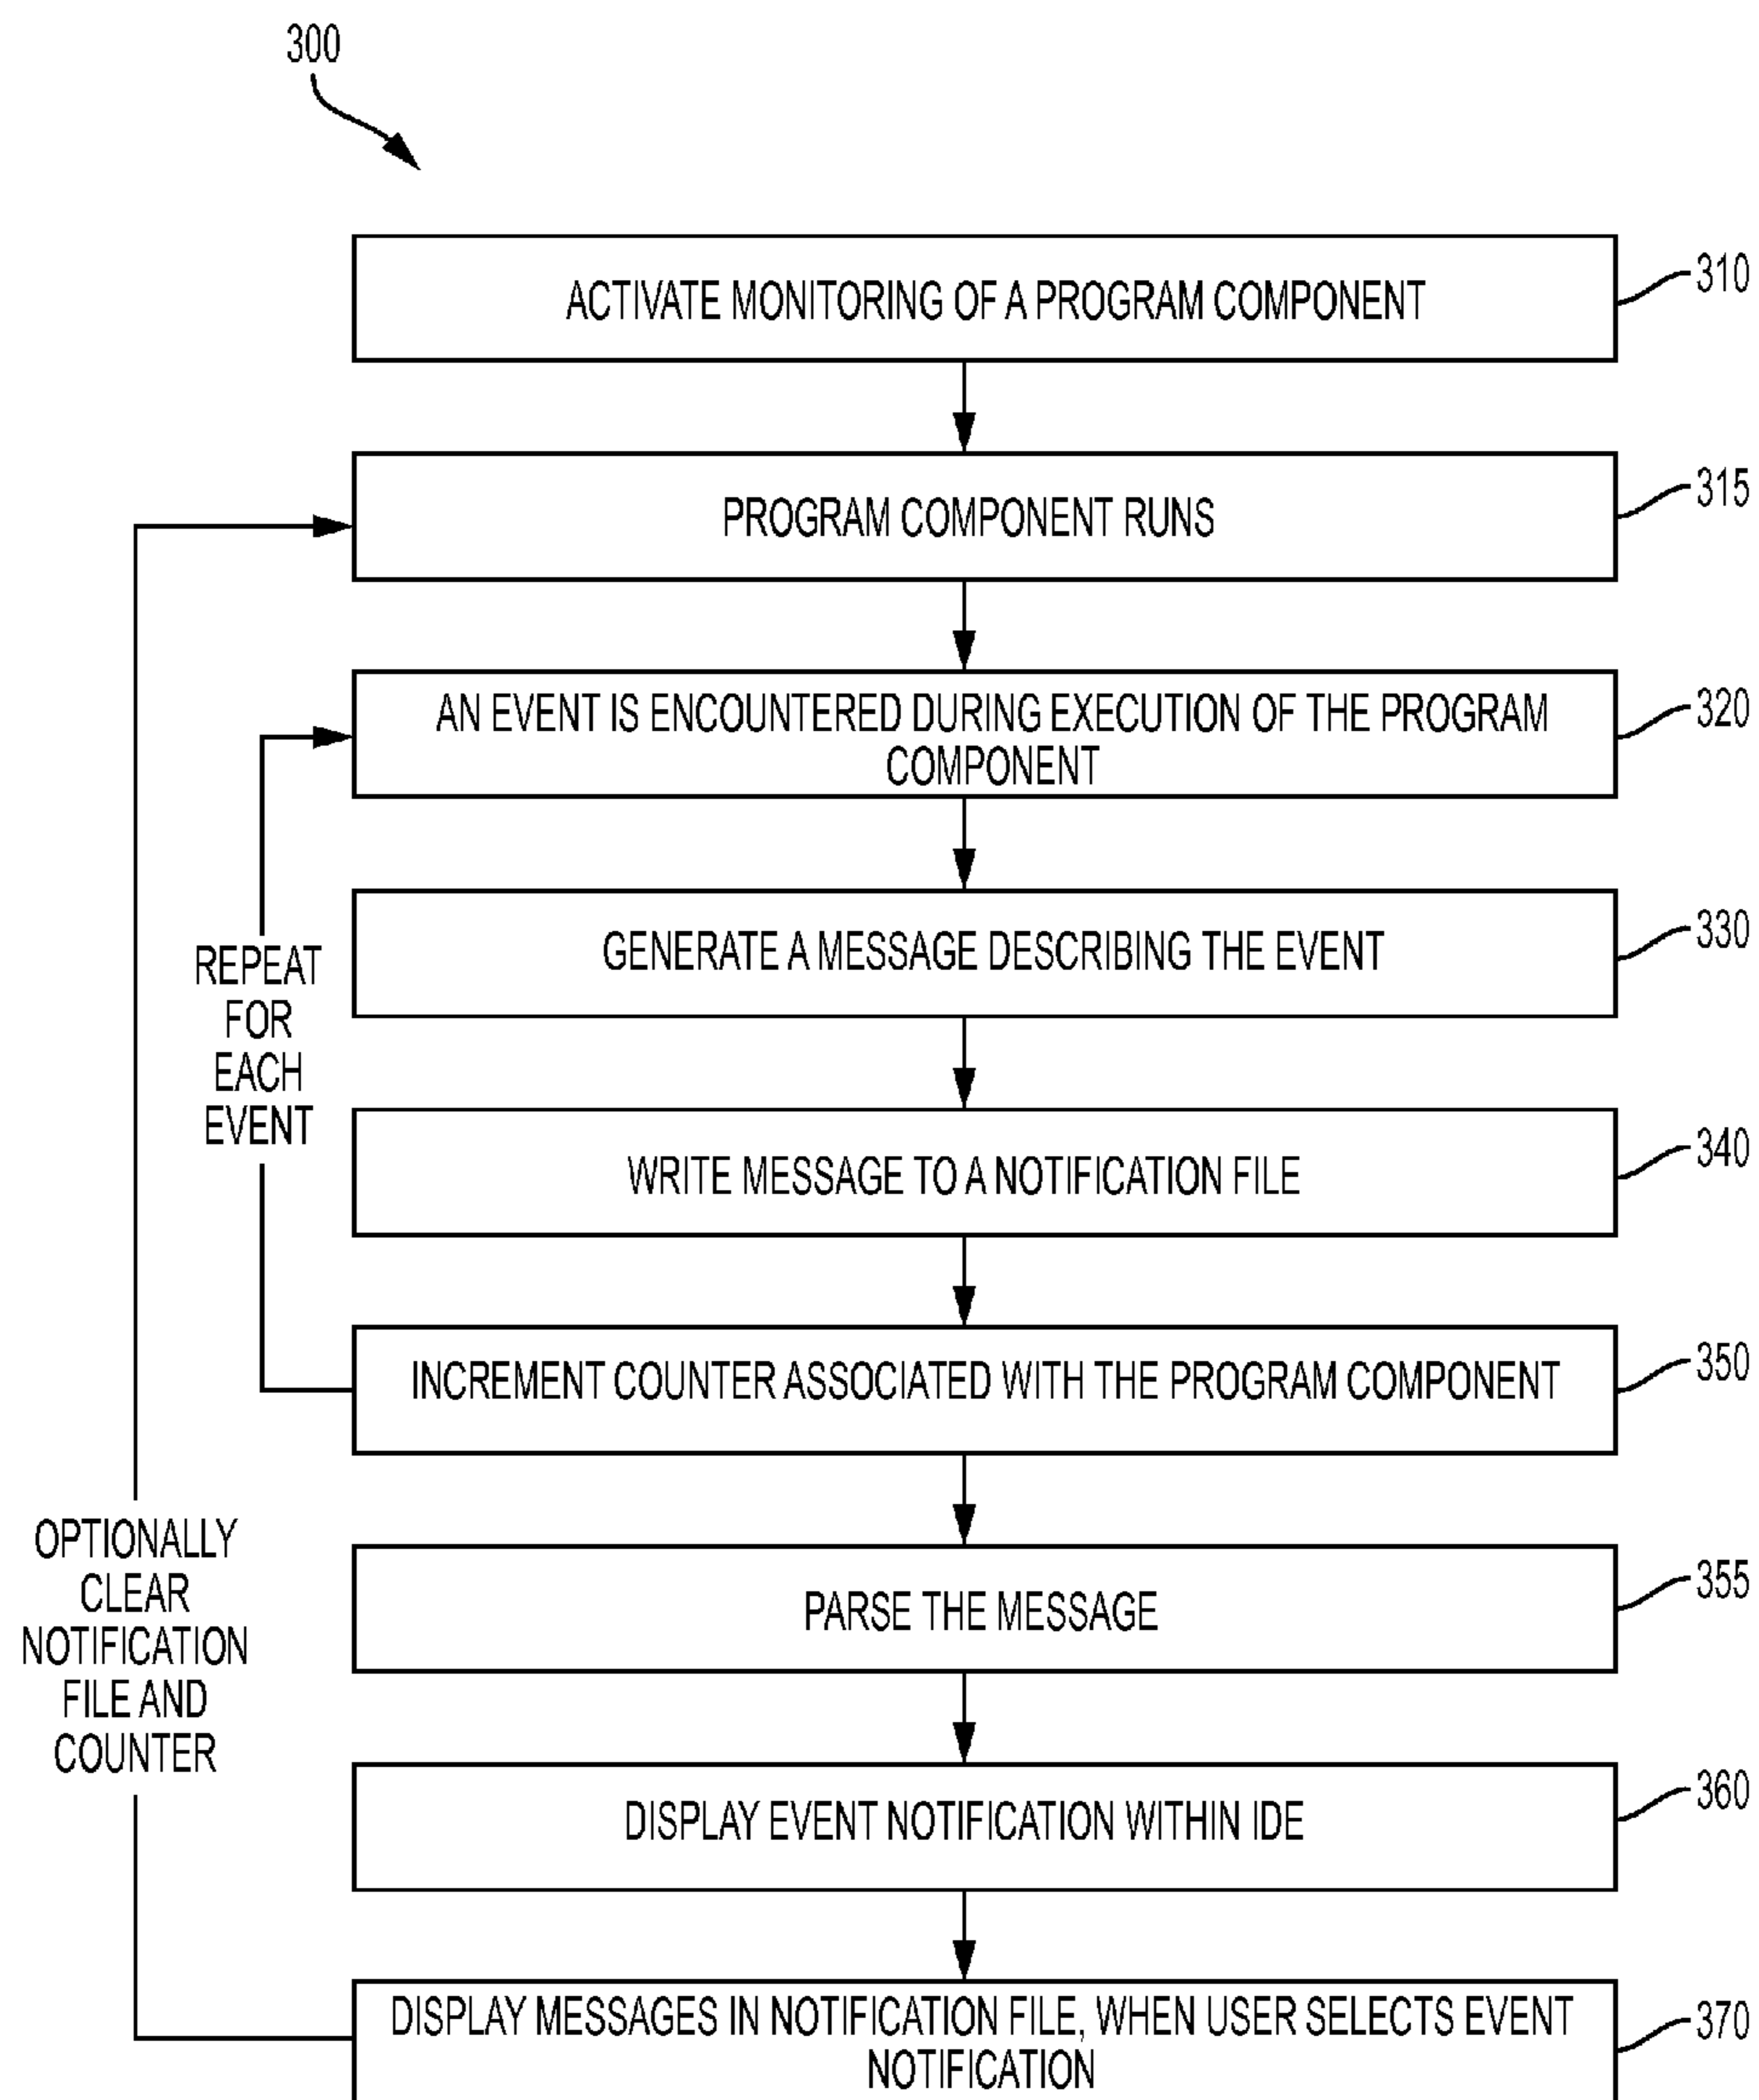 300
ACTIVATE MONITORING OF A PROGRAM COMPONENT
310
PROGRAM COMPONENT RUNS
315
AN EVENT IS ENCOUNTERED DURING EXECUTION OF THE PROGRAM
COMPONENT
320
GENERATE A MESSAGE DESCRIBING THE EVENT
330
REPEAT
FOR
EACH
EVENT
WRITE MESSAGE TO A NOTIFICATION FILE
340
INCREMENT COUNTER ASSOCIATED WITH THE PROGRAM COMPONENT
350
OPTIONALLY
CLEAR
NOTIFICATION
FILE AND
COUNTER
PARSE THE MESSAGE
355
DISPLAY EVENT NOTIFICATION WITHIN IDE
360
DISPLAY MESSAGES IN NOTIFICATION FILE, WHEN USER SELECTS EVENT
NOTIFICATION
370